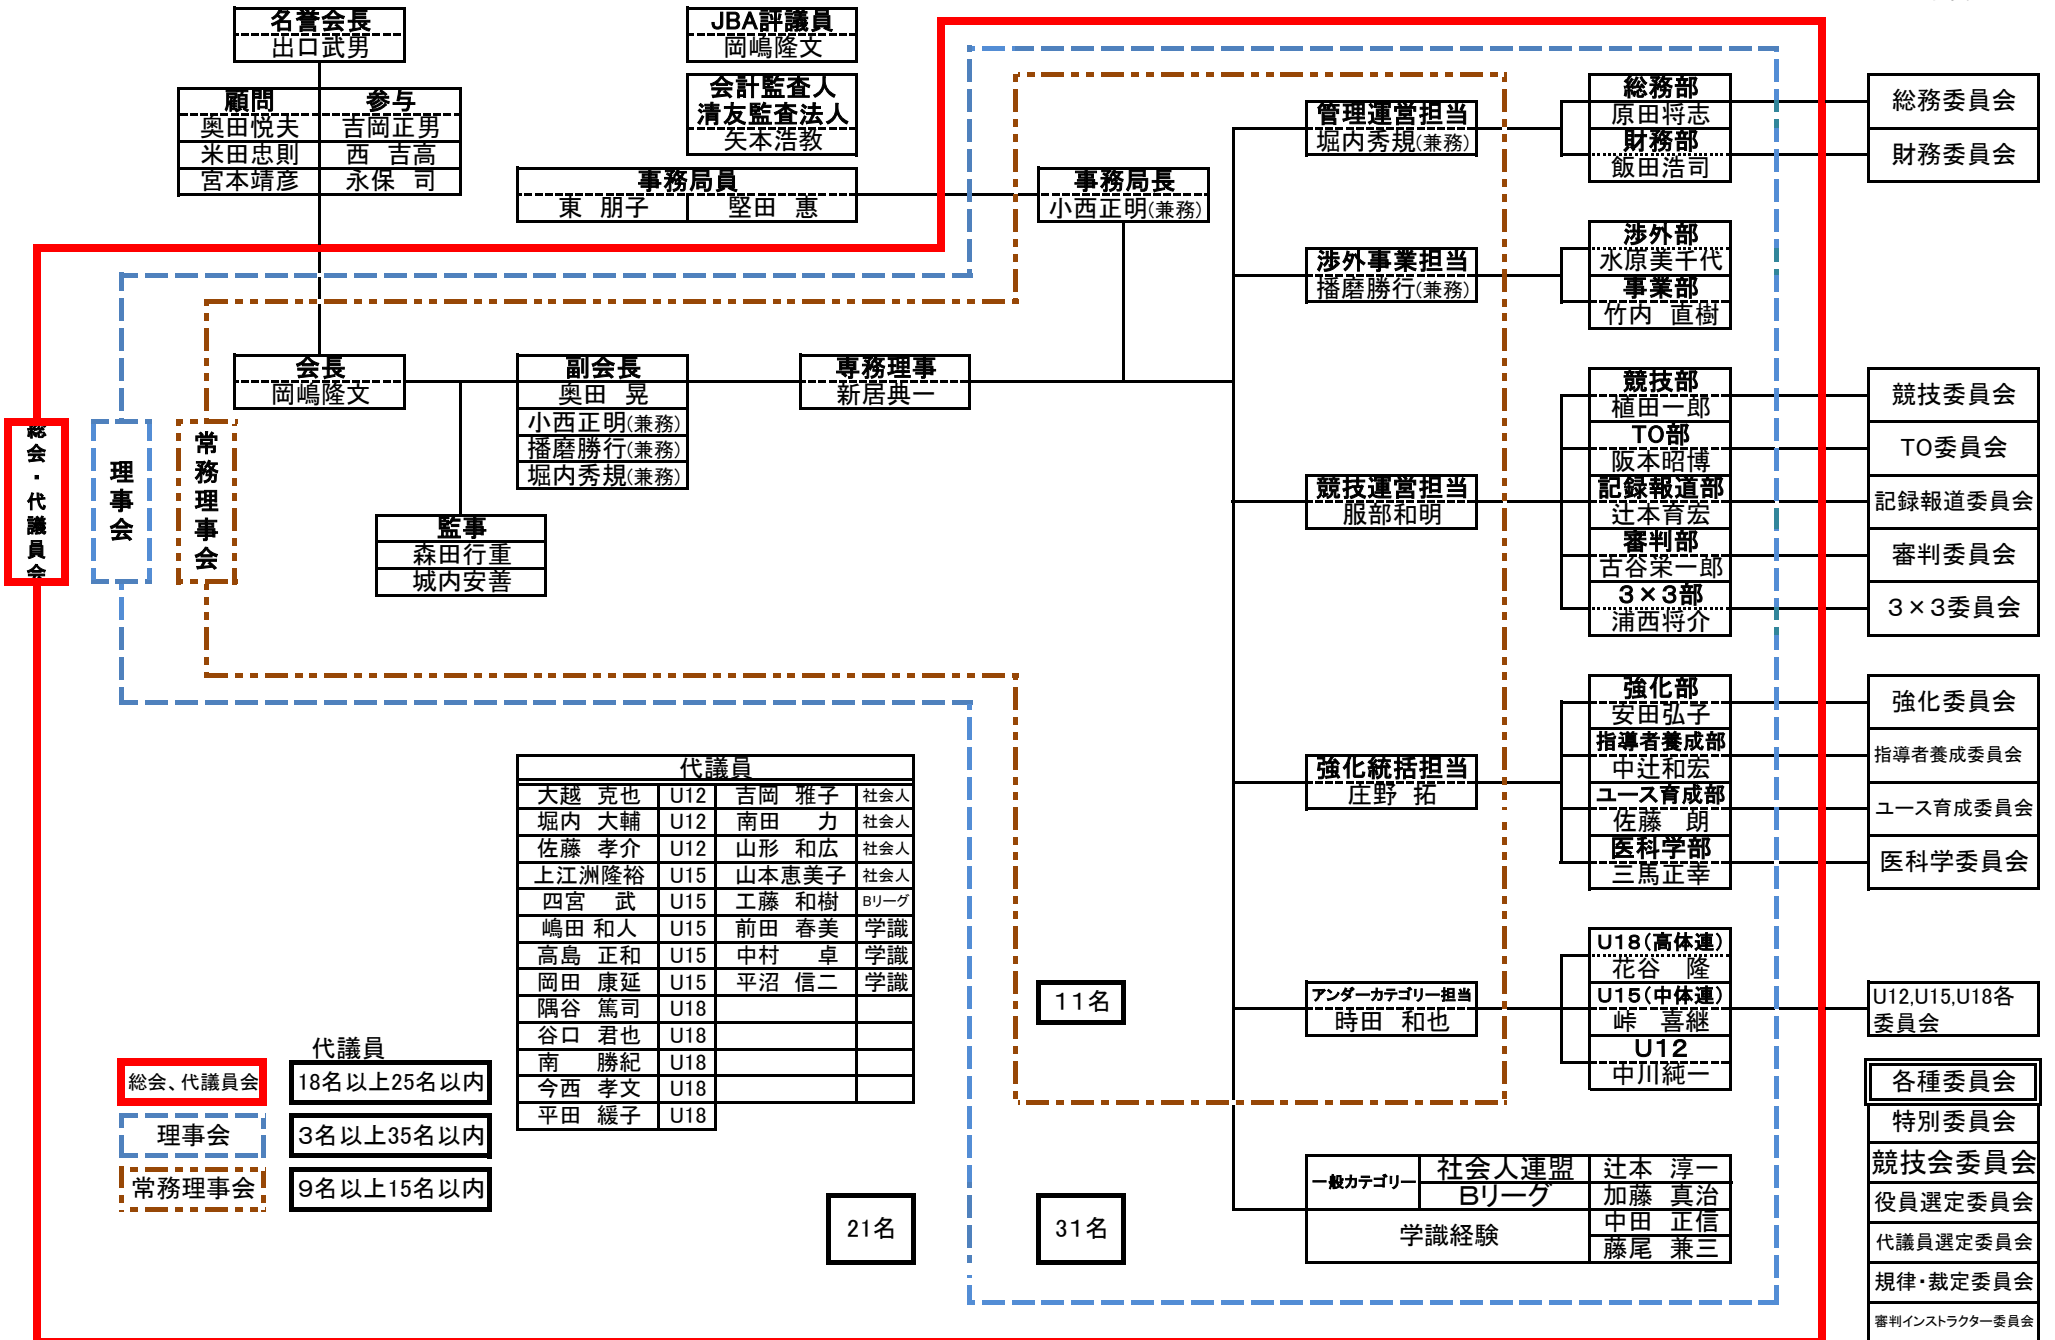 名誉会長
出口武男
JBA評議員
岡嶋隆文
会計監査人
清友監査法人
矢本浩教
顧問 参与
奥田悦夫 吉岡正男
米田忠則 西 吉高
宮本靖彦 永保 司
事務局員
東 朋子 堅田 惠
事務局長
小西正明(兼務)
会長
岡嶋隆文
副会長
奥田 晃
小西正明(兼務)
播磨勝行(兼務)
堀内秀規(兼務)
専務理事
新居典一
監事
森田行重
城内安善
総会・代議員会
理事会
常務理事会
管理運営担当
堀内秀規(兼務)
総務部
原田将志
財務部
飯田浩司
総務委員会
財務委員会
渉外事業担当
播磨勝行(兼務)
渉外部
水原美千代
事業部
竹内 直樹
競技運営担当
服部和明
競技部
植田一郎
TO部
阪本昭博
記録報道部
辻本育宏
審判部
古谷栄一郎
3×3部
浦西将介
競技委員会
TO委員会
記録報道委員会
審判委員会
3×3委員会
強化統括担当
庄野 拓
強化部
安田弘子
指導者養成部
中辻和宏
ユース育成部
佐藤 朗
医科学部
三馬正幸
強化委員会
指導者養成委員会
ユース育成委員会
医科学委員会
アンダーカテゴリー担当
時田 和也
U18(高体連)
花谷 隆
U15(中体連)
峠 喜継
U12
中川純一
U12,U15,U18各
委員会
一般カテゴリー 社会人連盟 辻本 淳一
Bリーグ 加藤 真治
学識経験 中田 正信
藤尾 兼三
代議員
大越 克也 U12 吉岡 雅子 社会人
堀内 大輔 U12 南田 力 社会人
佐藤 孝介 U12 山形 和広 社会人
上江洲隆裕 U15 山本恵美子 社会人
四宮 武 U15 工藤 和樹 Bリーグ
嶋田 和人 U15 前田 春美 学識
高島 正和 U15 中村 卓 学識
岡田 康延 U15 平沼 信二 学識
隅谷 篤司 U18
谷口 君也 U18
南 勝紀 U18
今西 孝文 U18
平田 緩子 U18
11名
21名
31名
代議員
総会、代議員会 18名以上25名以内
理事会 3名以上35名以内
常務理事会 9名以上15名以内
各種委員会
特別委員会
競技会委員会
役員選定委員会
代議員選定委員会
規律・裁定委員会
審判インストラクター委員会